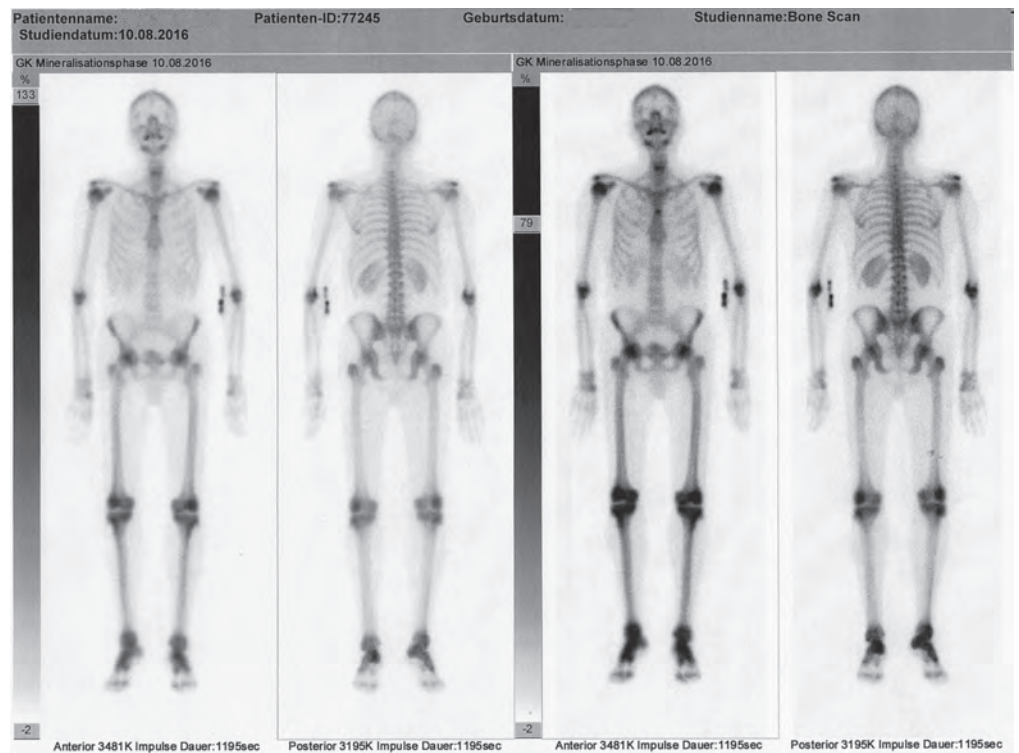 Patientenname: Patienten-ID:77245 Geburtsdatum: Studienname:Bone Scan
Studiendatum:10.08.2016
GK Mineralisationsphase 10.08.2016 GK Mineralisationsphase 10.08.2016
% %
133
79
-2 -2
Anterior 3481K Impulse Dauer:1195sec Posterior 3195K Impulse Dauer:1195sec Anterior 3481K Impulse Dauer:1195sec Posterior 3195K Impulse Dauer:1195sec